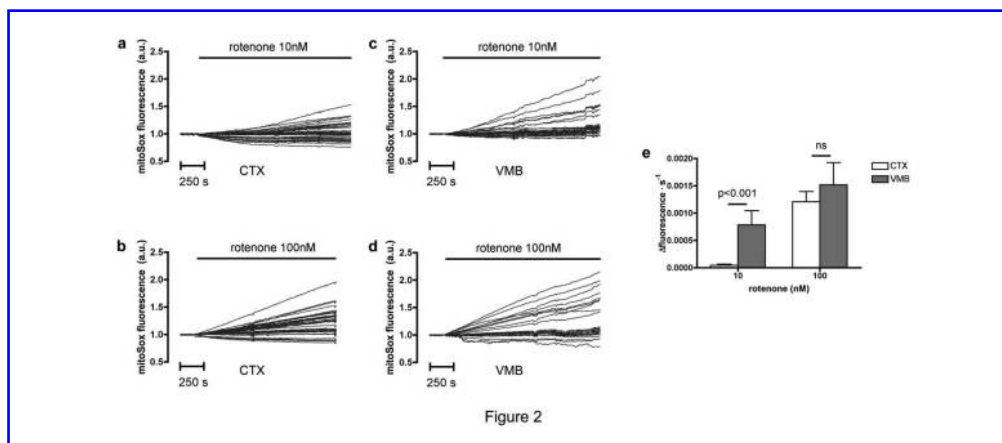 a
rotenone 10nM
mitoSox fluorescence (a.u.)
2.5
2.0
1.5
1.0
0.5
250 s
CTX
c
rotenone 10nM
mitoSox fluorescence (a.u.)
2.5
2.0
1.5
1.0
0.5
250 s
VMB
b
rotenone 100nM
mitoSox fluorescence (a.u.)
2.5
2.0
1.5
1.0
0.5
250 s
CTX
d
rotenone 100nM
mitoSox fluorescence (a.u.)
2.5
2.0
1.5
1.0
0.5
250 s
VMB
e
Δfluorescence · s⁻¹
0.0020
0.0015
0.0010
0.0005
0.0000
p<0.001
ns
CTX
VMB
10
100
rotenone (nM)
Figure 2